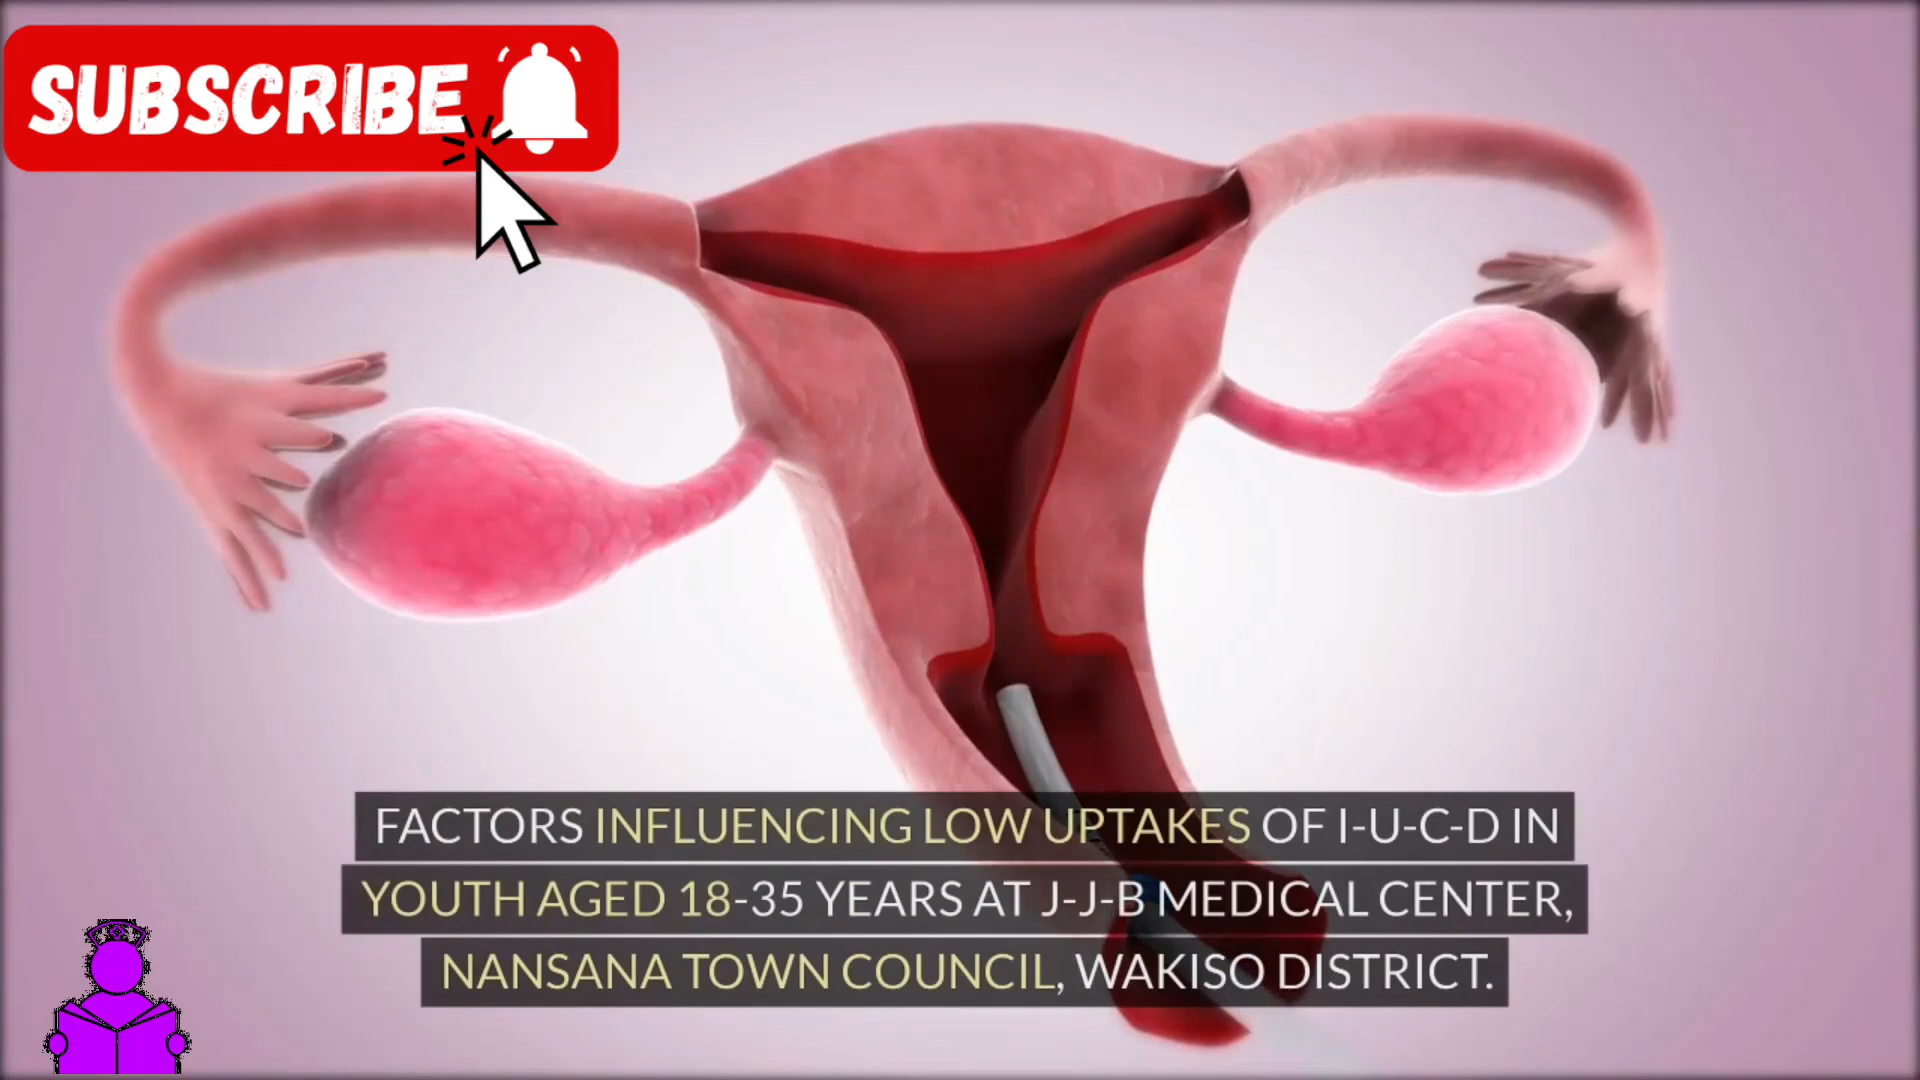 SUBSCRIBE
FACTORS INFLUENCING LOW UPTAKES OF I-U-C-D IN
YOUTH AGED 18-35 YEARS AT J-J-B MEDICAL CENTER,
NANSANA TOWN COUNCIL, WAKISO DISTRICT.